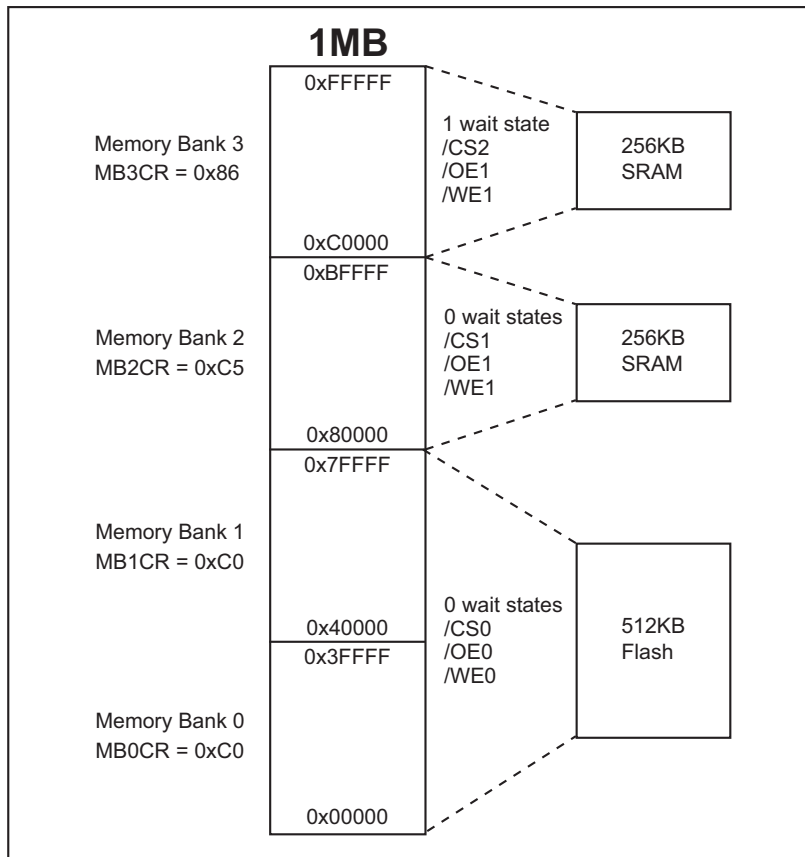 1MB
0xFFFFF
Memory Bank 3
MB3CR = 0x86
1 wait state
/CS2
/OE1
/WE1
256KB
SRAM
0xC0000
0xBFFFF
Memory Bank 2
MB2CR = 0xC5
0 wait states
/CS1
/OE1
/WE1
256KB
SRAM
0x80000
0x7FFFF
Memory Bank 1
MB1CR = 0xC0
0x40000
0x3FFFF
0 wait states
/CS0
/OE0
/WE0
512KB
Flash
Memory Bank 0
MB0CR = 0xC0
0x00000